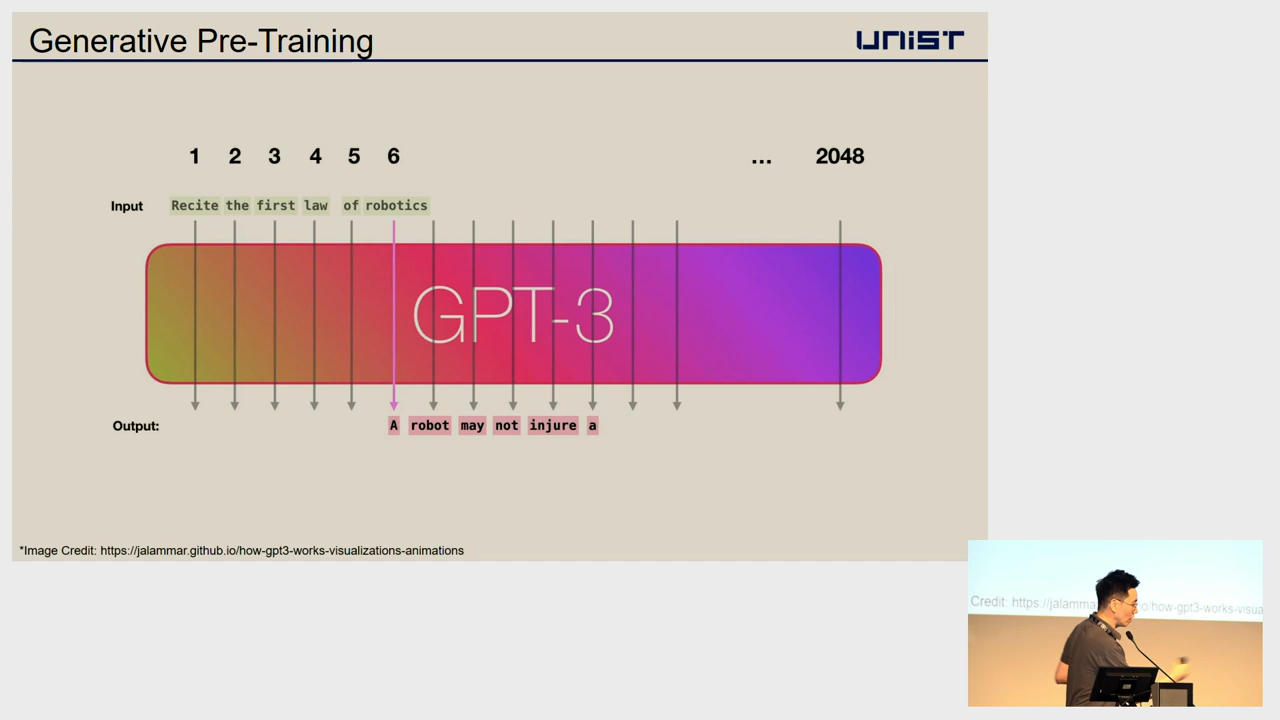 Generative Pre-Training
UNIST
1 2 3 4 5 6 ... 2048
Input Recite the first law of robotics
GPT-3
Output: A robot may not injure a
*Image Credit: https://jalammar.github.io/how-gpt3-works-visualizations-animations
Credit: https://jalamma io/how-gpt3-works-visua